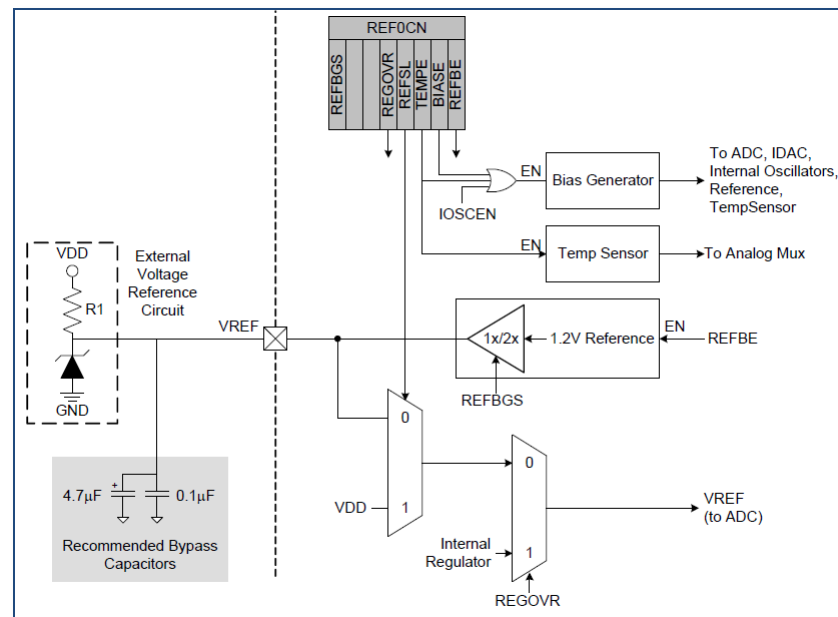 REF0CN
REFBGS
REGOVR
REFSL
TEMPE
BIASE
REFBE
EN
Bias Generator
To ADC, IDAC,
Internal Oscillators,
Reference,
TempSensor
IOSCEN
EN
Temp Sensor
To Analog Mux
VDD
R1
GND
External
Voltage
Reference
Circuit
VREF
1x/2x
1.2V Reference
EN
REFBE
REFBGS
0
1
VDD
0
1
Internal
Regulator
REGOVR
VREF
(to ADC)
4.7µF
+
0.1µF
Recommended Bypass
Capacitors